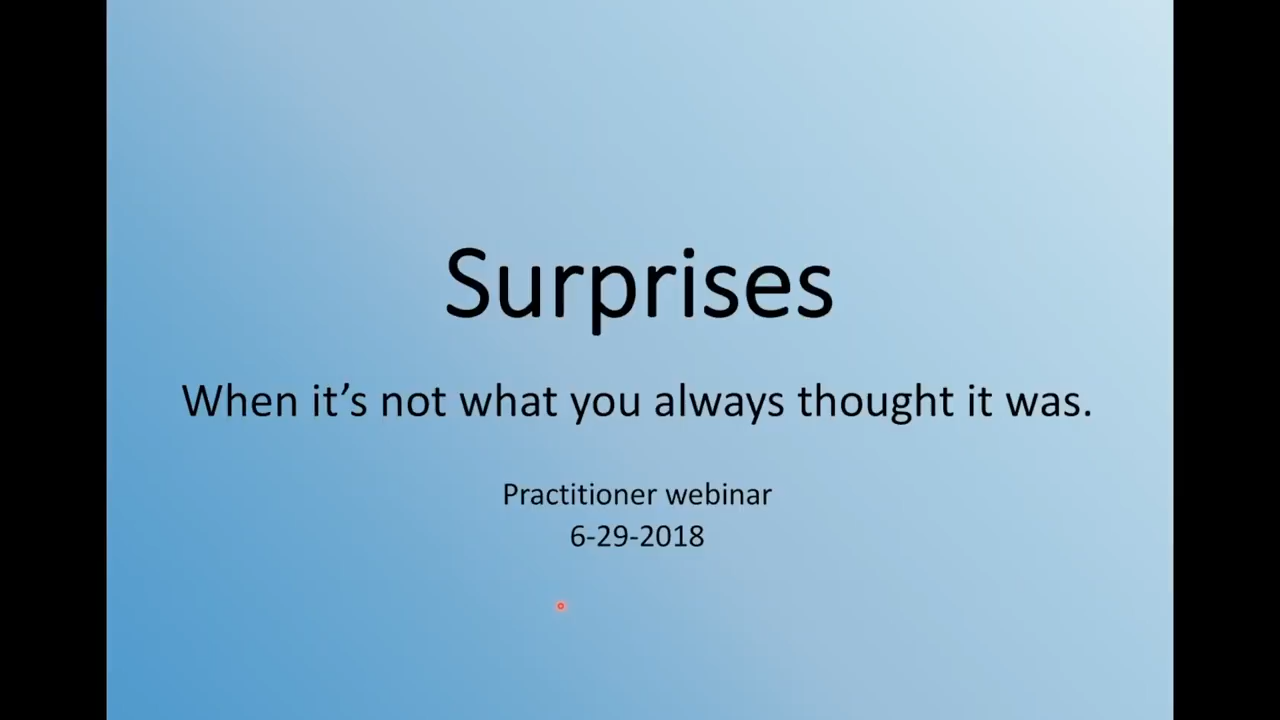 Surprises
When it’s not what you always thought it was.
Practitioner webinar
6-29-2018